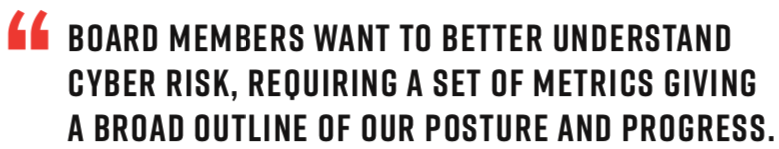 “ BOARD MEMBERS WANT TO BETTER UNDERSTAND
CYBER RISK, REQUIRING A SET OF METRICS GIVING
A BROAD OUTLINE OF OUR POSTURE AND PROGRESS.